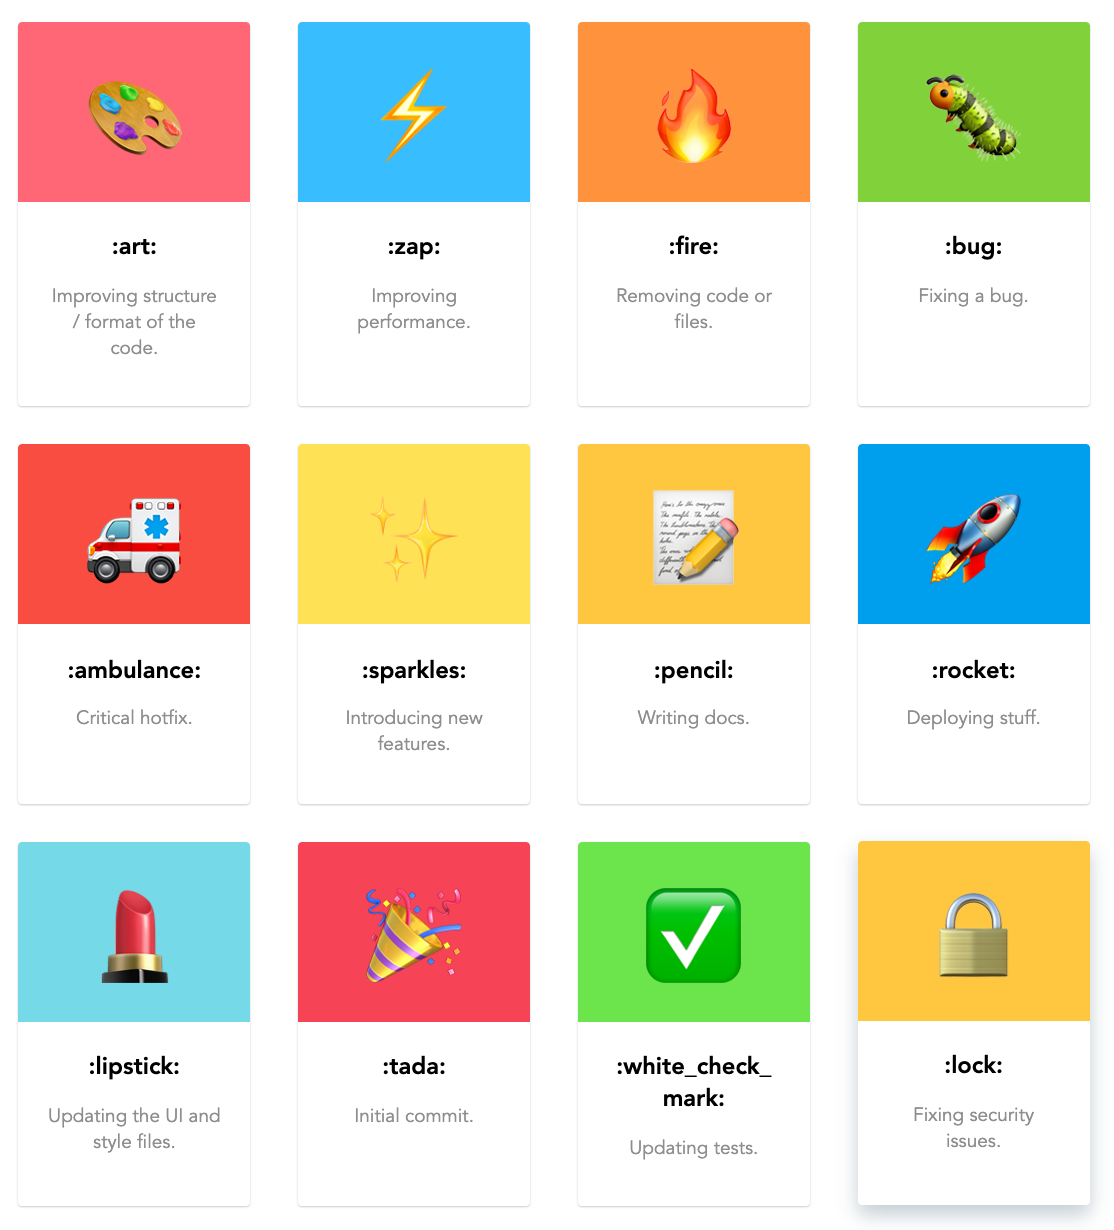 :art:
Improving structure
/ format of the
code.
:zap:
Improving
performance.
:fire:
Removing code or
files.
:bug:
Fixing a bug.
:ambulance:
Critical hotfix.
:sparkles:
Introducing new
features.
:pencil:
Writing docs.
:rocket:
Deploying stuff.
:lipstick:
Updating the UI and
style files.
:tada:
Initial commit.
:white_check_
mark:
Updating tests.
:lock:
Fixing security
issues.